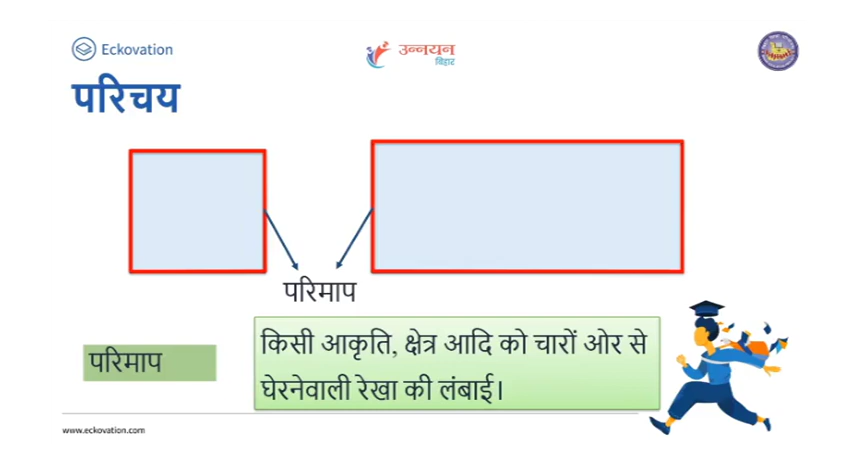 Eckovation
उन्नयन
बिहार
परिचय
परिमाप
परिमाप
किसी आकृति, क्षेत्र आदि को चारों ओर से
घेरनेवाली रेखा की लंबाई।
www.eckovation.com